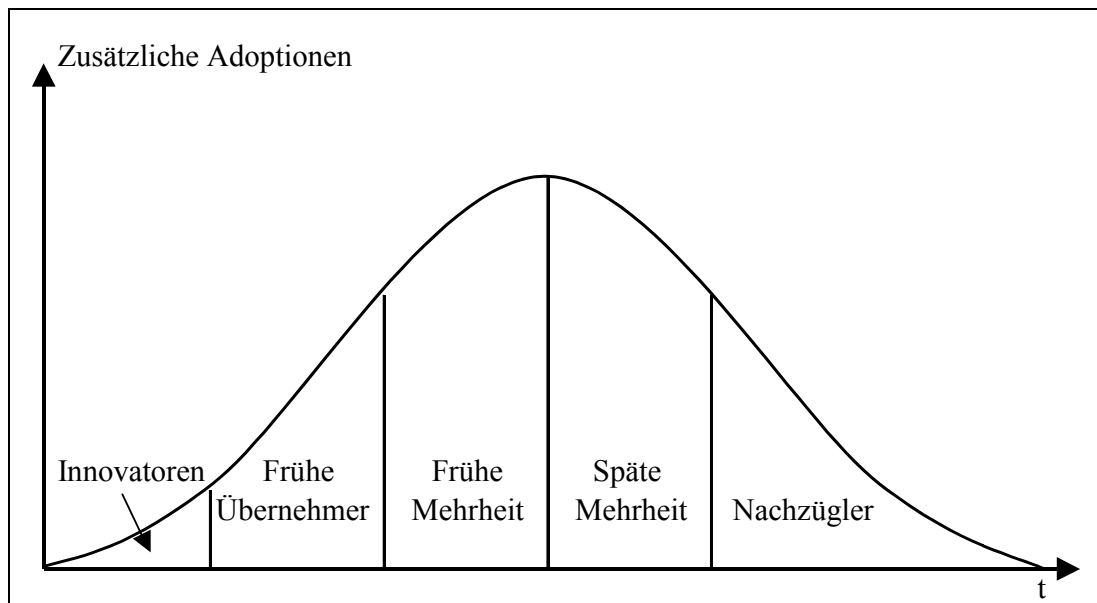 Zusätzliche Adoptionen
Innovatoren
Frühe
Übernehmer
Frühe
Mehrheit
Späte
Mehrheit
Nachzügler
t